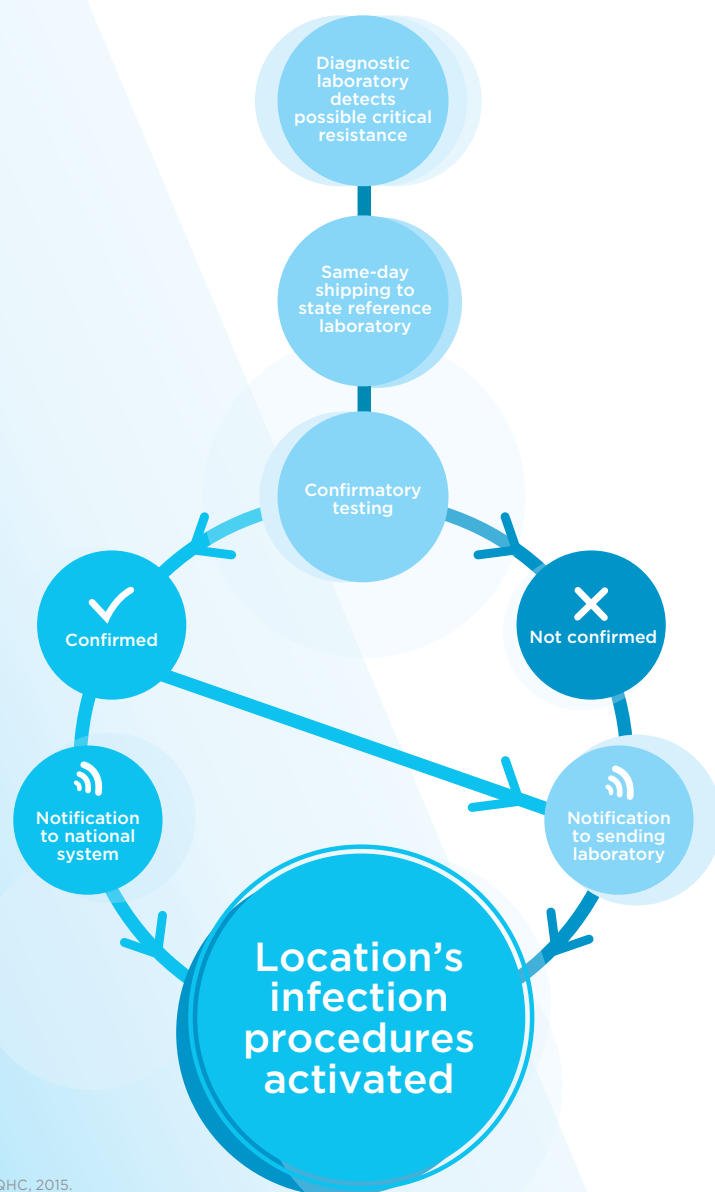 Diagnostic
laboratory
detects
possible critical
resistance
Same-day
shipping to
state reference
laboratory
Confirmatory
testing
Confirmed
Not confirmed
Notification
to national
system
Notification
to sending
laboratory
Location’s
infection
procedures
activated
QHC, 2015.